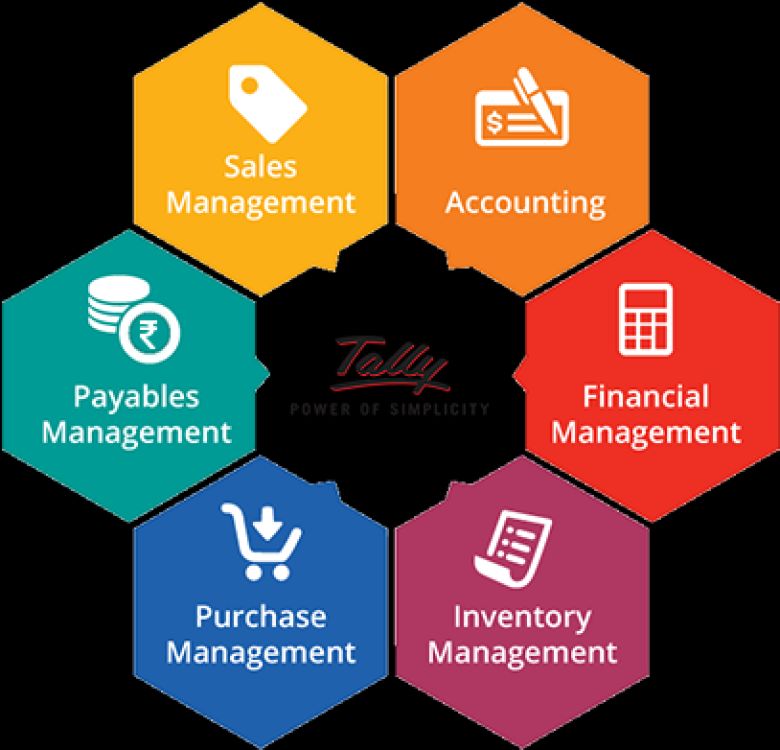 Sales
Management
$
Accounting
₹
Payables
Management
Tally
POWER OF SIMPLICITY
Financial
Management
Purchase
Management
Inventory
Management